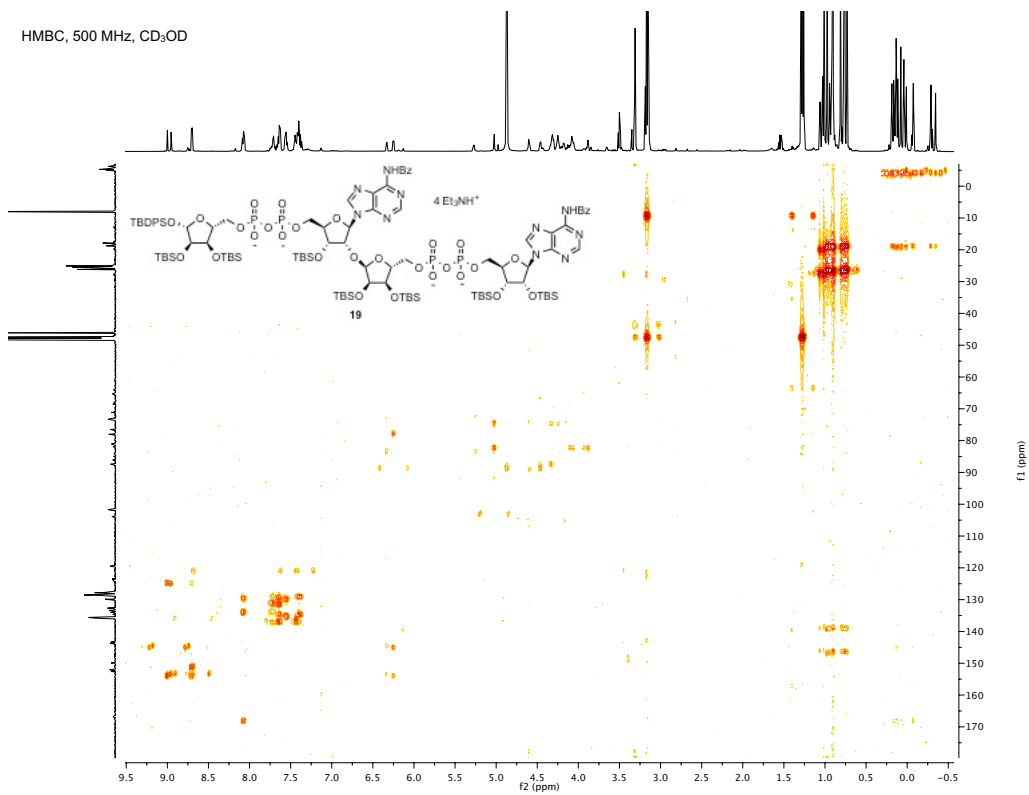 HMBC, 500 MHz, CD₃OD
NHBz
4 Et₃NH⁺
N
N
N
N
O
O
NHBz
TBDPSO
O
O
P
O
P
O
O
N
N
O⁻
O⁻
O
O
N
N
TBSO
OTBS
TBSO
O
O
O
P
O
P
O
O
O⁻
O⁻
TBSO
OTBS
TBSO
OTBS
19
0
10
20
30
40
50
60
70
80
90
100
110
120
130
140
150
160
170
f1 (ppm)
9.5 9.0 8.5 8.0 7.5 7.0 6.5 6.0 5.5 5.0 4.5 4.0 3.5 3.0 2.5 2.0 1.5 1.0 0.5 0.0 −0.5
f2 (ppm)